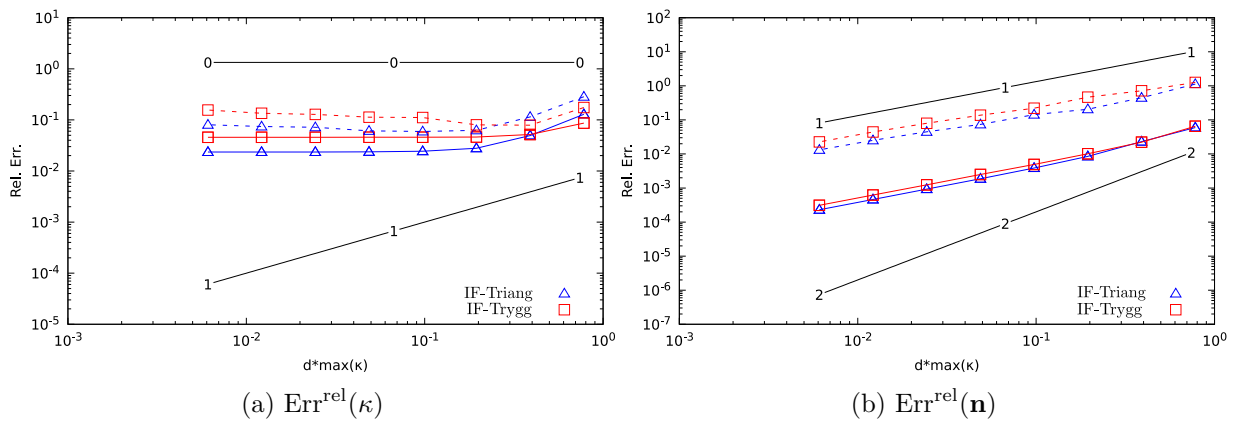 10^1
10^0
10^-1
10^-2
10^-3
10^-4
10^-5
Rel. Err.
0 0 0
1 1 1
IF-Triang
IF-Trygg
10^-3 10^-2 10^-1 10^0
d*max(κ)
(a) Err^rel(κ)
10^2
10^1
10^0
10^-1
10^-2
10^-3
10^-4
10^-5
10^-6
10^-7
Rel. Err.
1 1 1
2 2 2
IF-Triang
IF-Trygg
10^-3 10^-2 10^-1 10^0
d*max(κ)
(b) Err^rel(n)